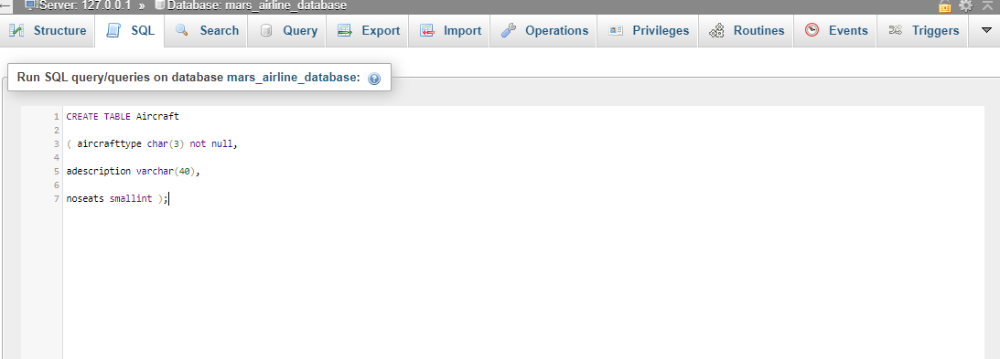 Server: 127.0.0.1 » Database: mars_airline_database
Structure SQL Search Query Export Import Operations Privileges Routines Events Triggers
Run SQL query/queries on database mars_airline_database:
1 CREATE TABLE Aircraft
2
3 ( aircrafttype char(3) not null,
4
5 adescription varchar(40),
6
7 noseats smallint );